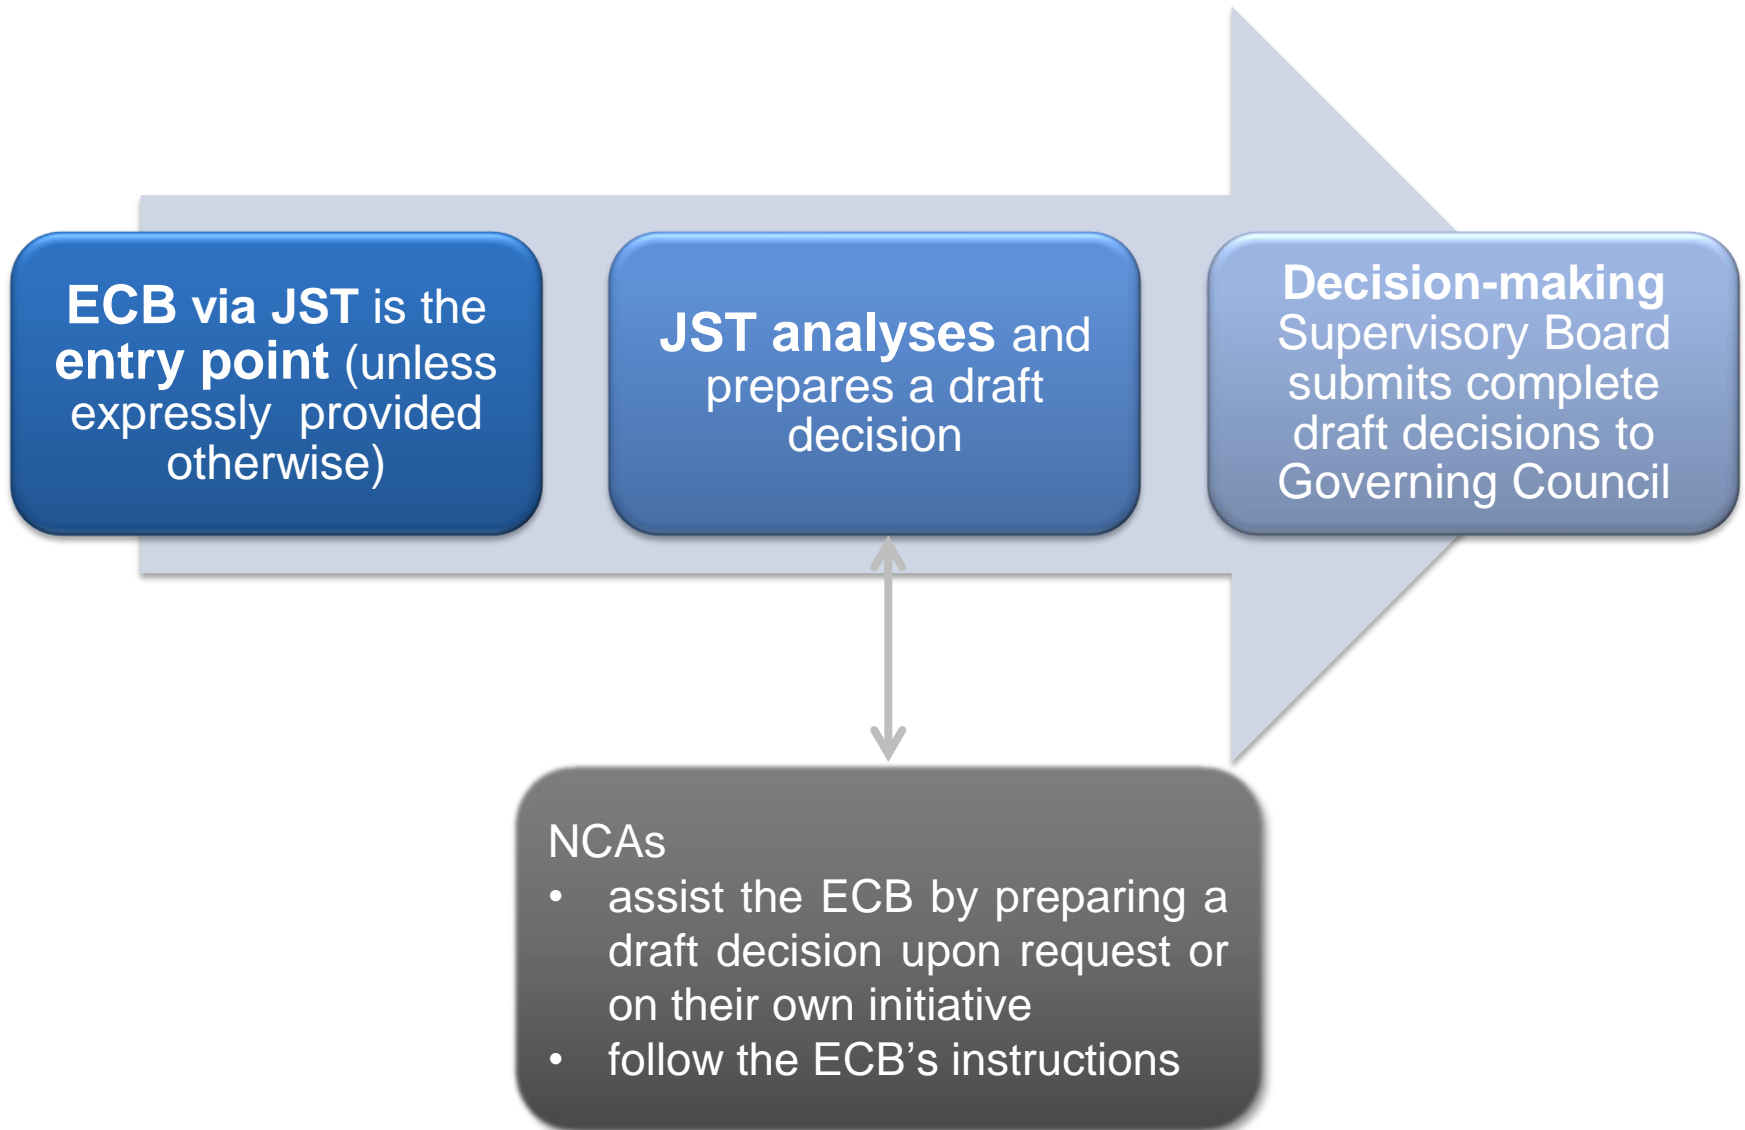 ECB via JST is the
entry point (unless
expressly provided
otherwise)
JST analyses and
prepares a draft
decision
Decision-making
Supervisory Board
submits complete
draft decisions to
Governing Council
NCAs
• assist the ECB by preparing a
draft decision upon request or
on their own initiative
• follow the ECB’s instructions